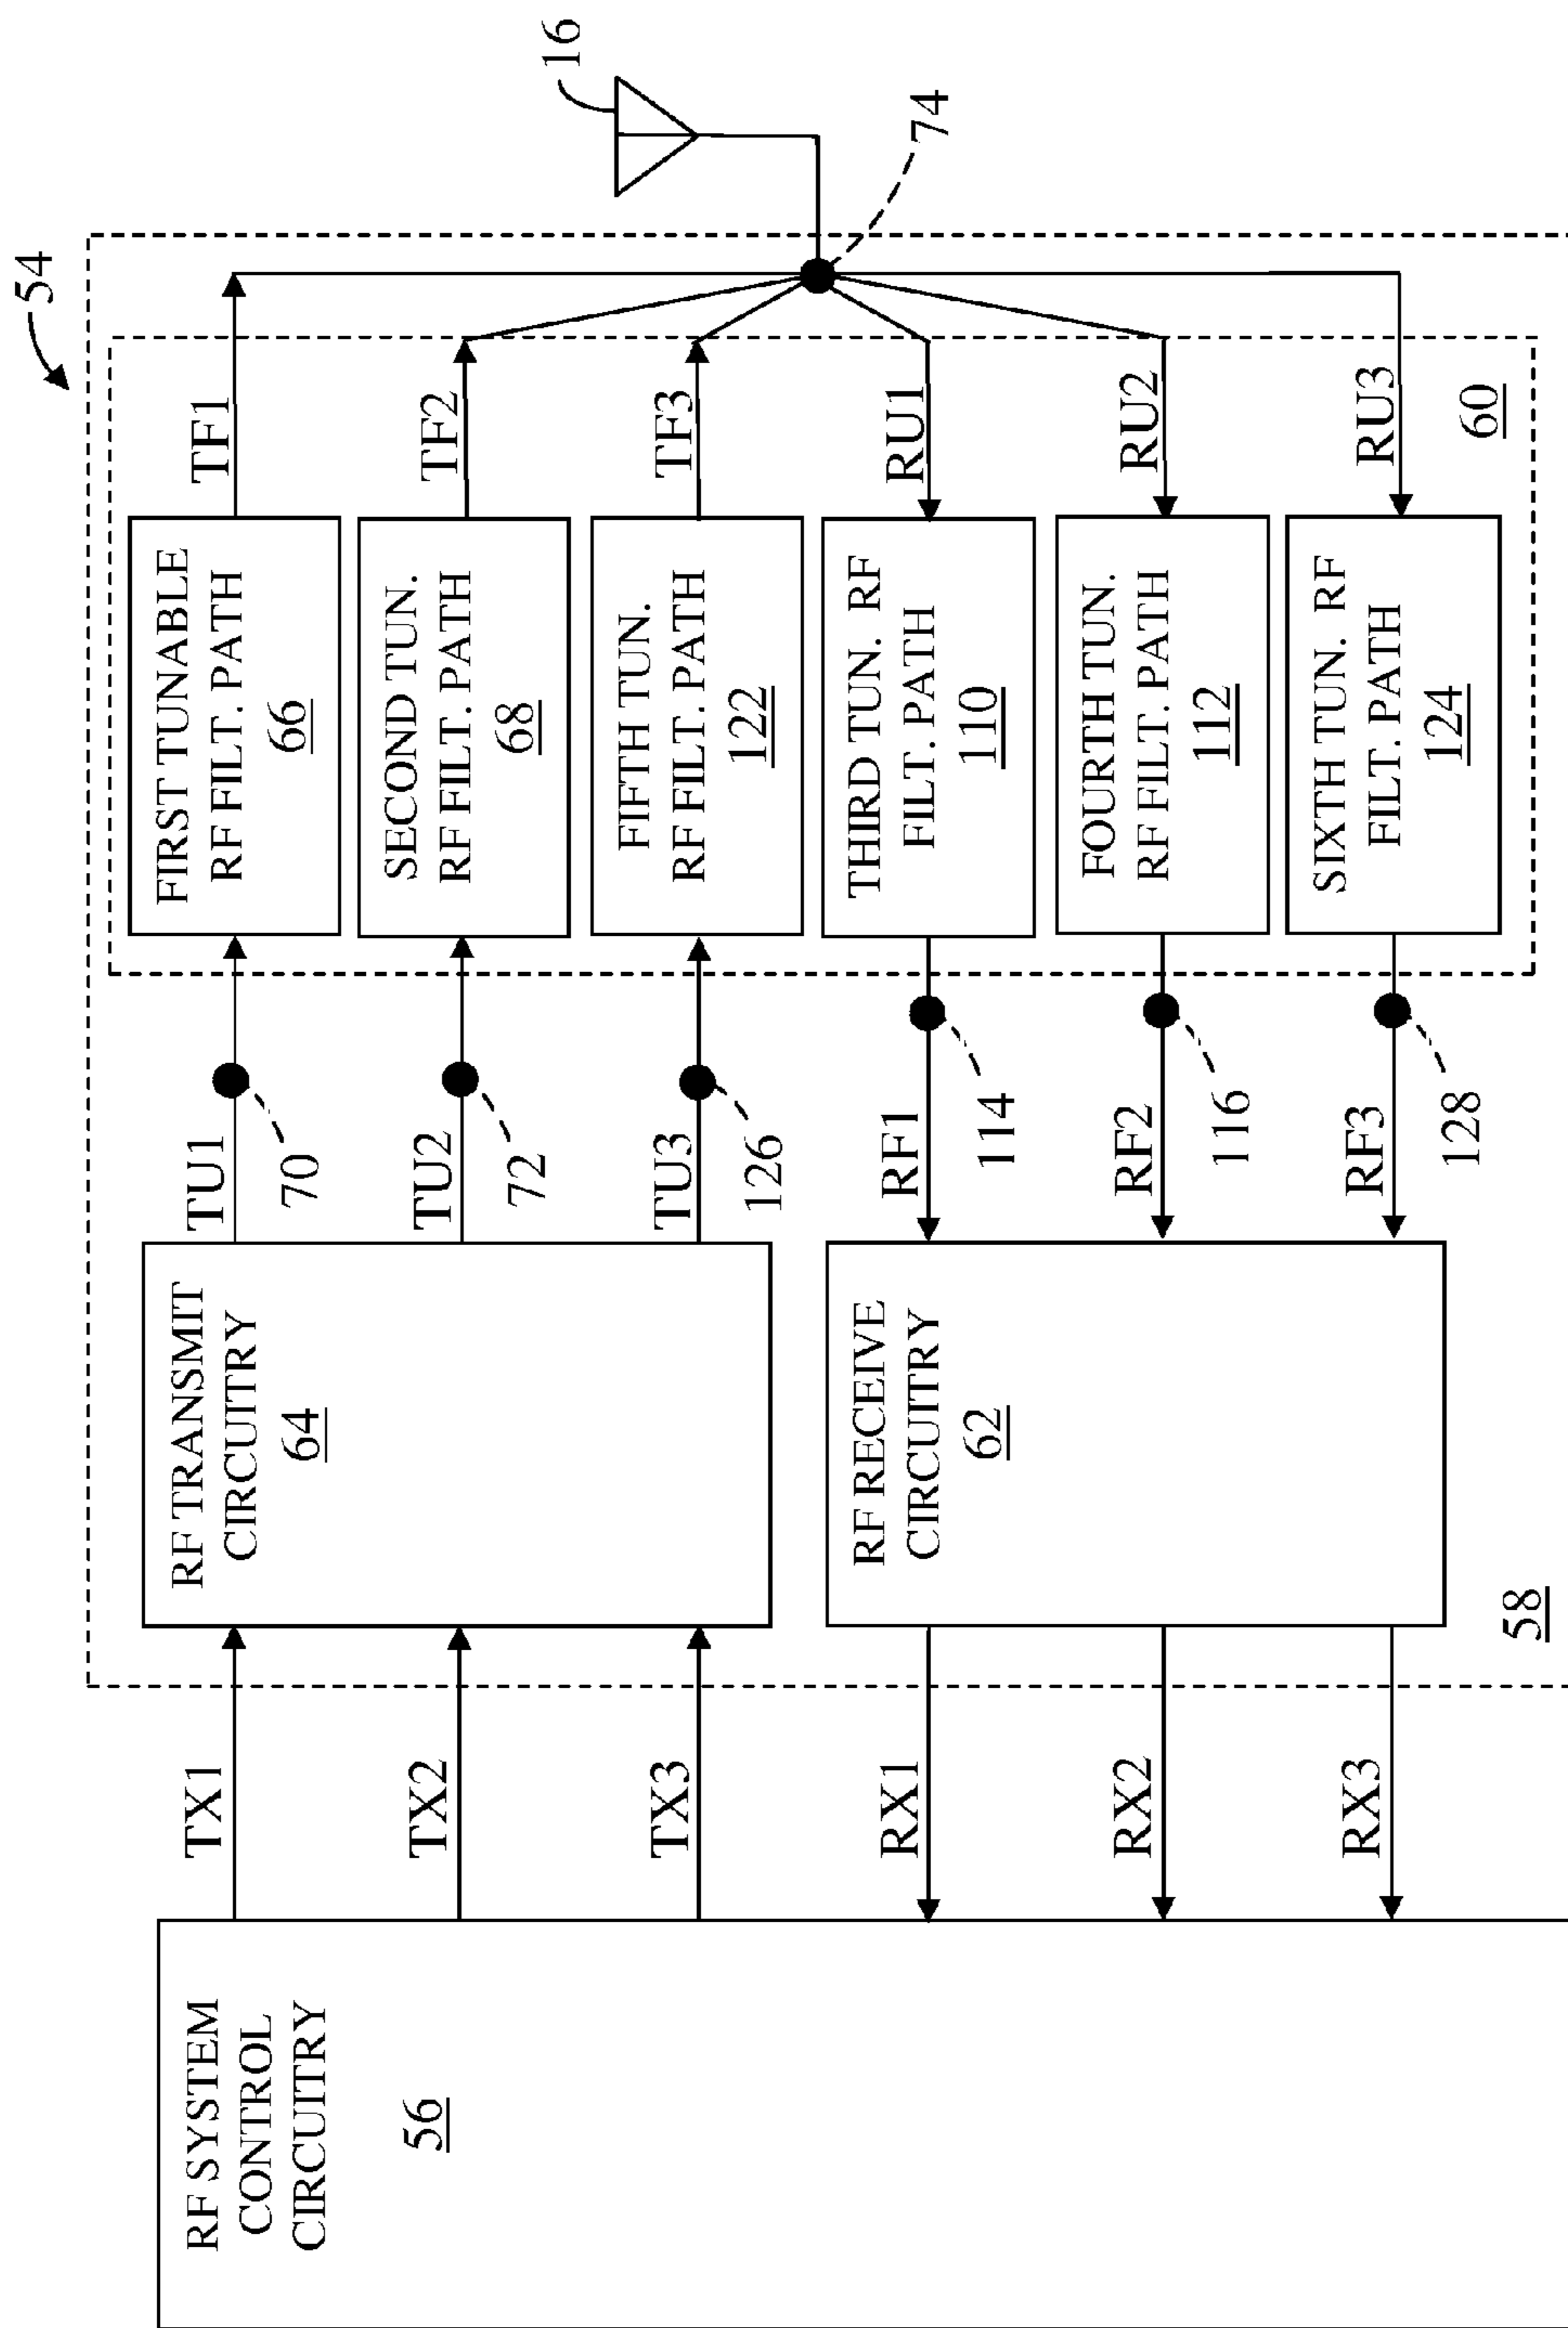 54
16
74
RF SYSTEM
CONTROL
CIRCUITRY
56
TX1
TX2
TX3
RX1
RX2
RX3
RF TRANSMIT
CIRCUITRY
64
RF RECEIVE
CIRCUITRY
62
58
TU1
70
TU2
72
TU3
126
RF1
114
RF2
116
RF3
128
FIRST TUNABLE
RF FILT. PATH
66
SECOND TUN.
RF FILT. PATH
68
FIFTH TUN.
RF FILT. PATH
122
THIRD TUN. RF
FILT. PATH
110
FOURTH TUN.
RF FILT. PATH
112
SIXTH TUN. RF
FILT. PATH
124
TF1
TF2
TF3
RU1
RU2
RU3
60